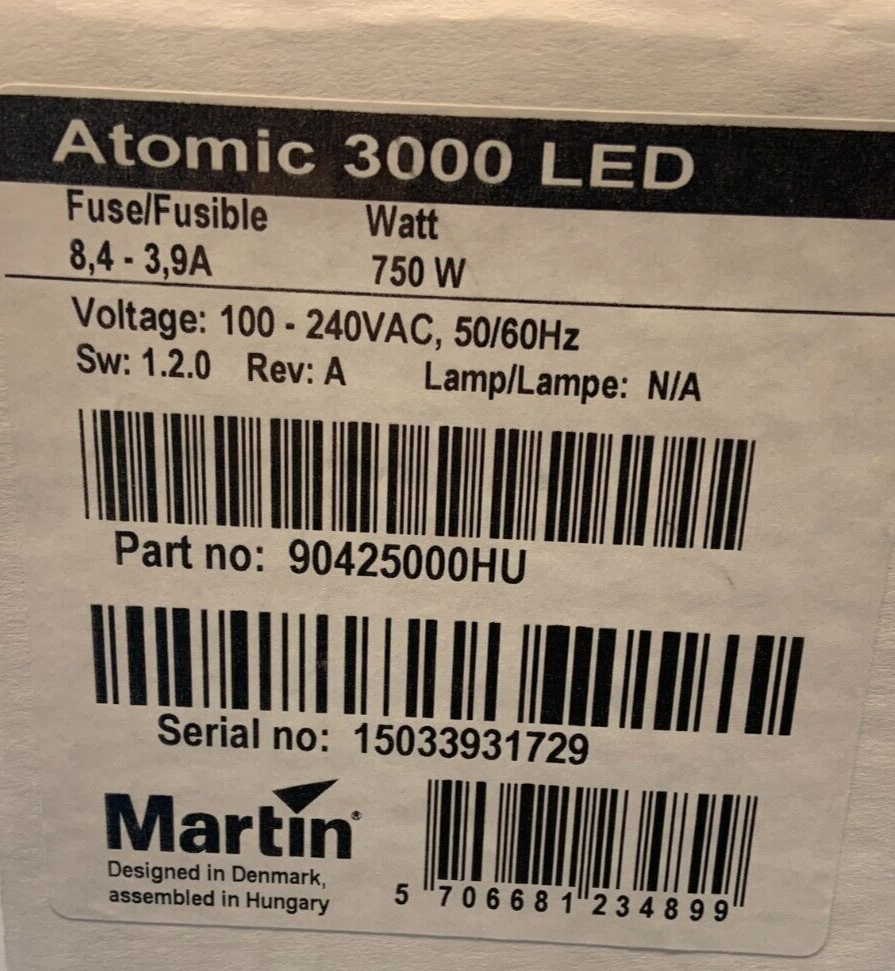 Atomic 3000 LED
Fuse/Fusible Watt
8,4 - 3,9A 750 W
Voltage: 100 - 240VAC, 50/60Hz
Sw: 1.2.0 Rev: A Lamp/Lampe: N/A
Part no: 90425000HU
Serial no: 15033931729
Martin®
Designed in Denmark,
assembled in Hungary
5 706681 234899